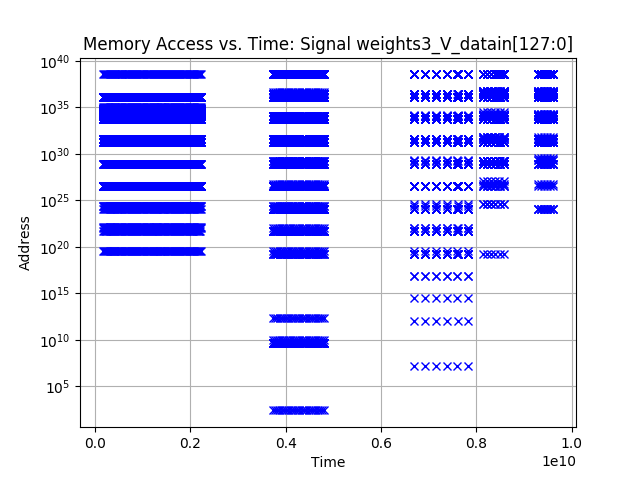 Memory Access vs. Time: Signal weights3_V_datain[127:0]
Address
10^40
10^35
10^30
10^25
10^20
10^15
10^10
10^5
0.0 0.2 0.4 0.6 0.8 1.0
1e10
Time